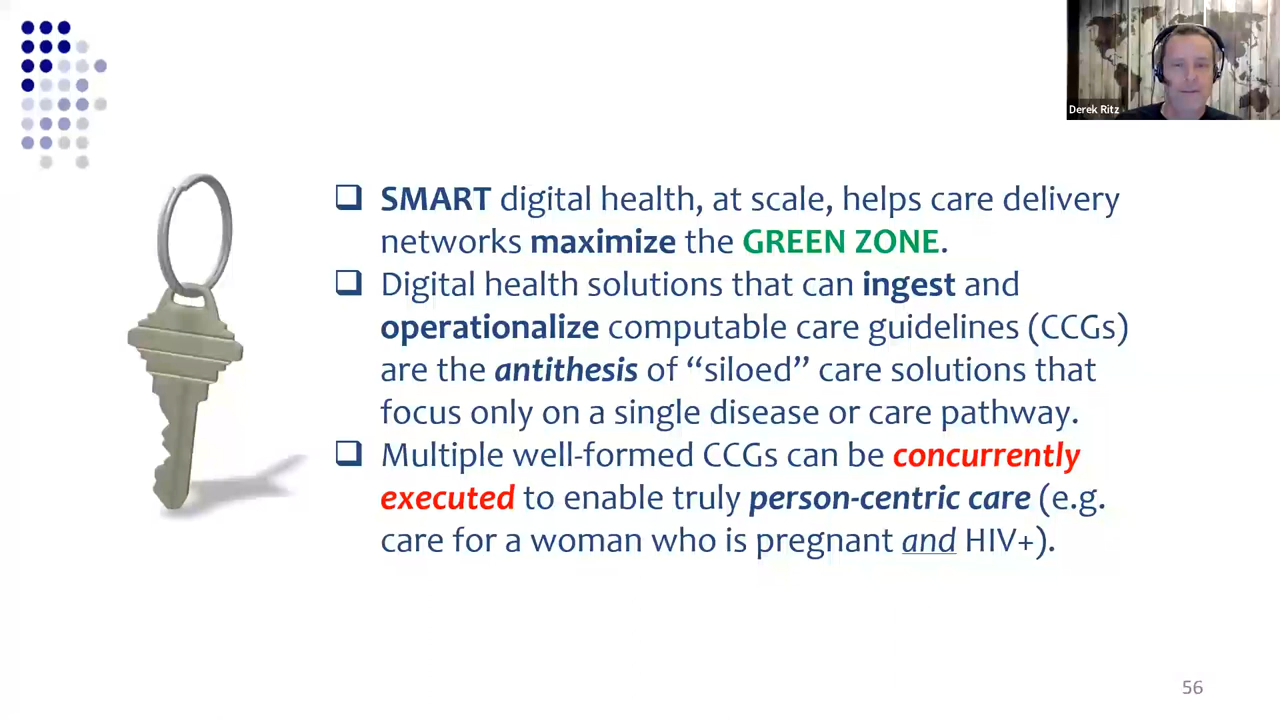 Derek Ritz
❑ SMART digital health, at scale, helps care delivery
networks maximize the GREEN ZONE.
❑ Digital health solutions that can ingest and
operationalize computable care guidelines (CCGs)
are the antithesis of “siloed” care solutions that
focus only on a single disease or care pathway.
❑ Multiple well-formed CCGs can be concurrently
executed to enable truly person-centric care (e.g.
care for a woman who is pregnant and HIV+).
56